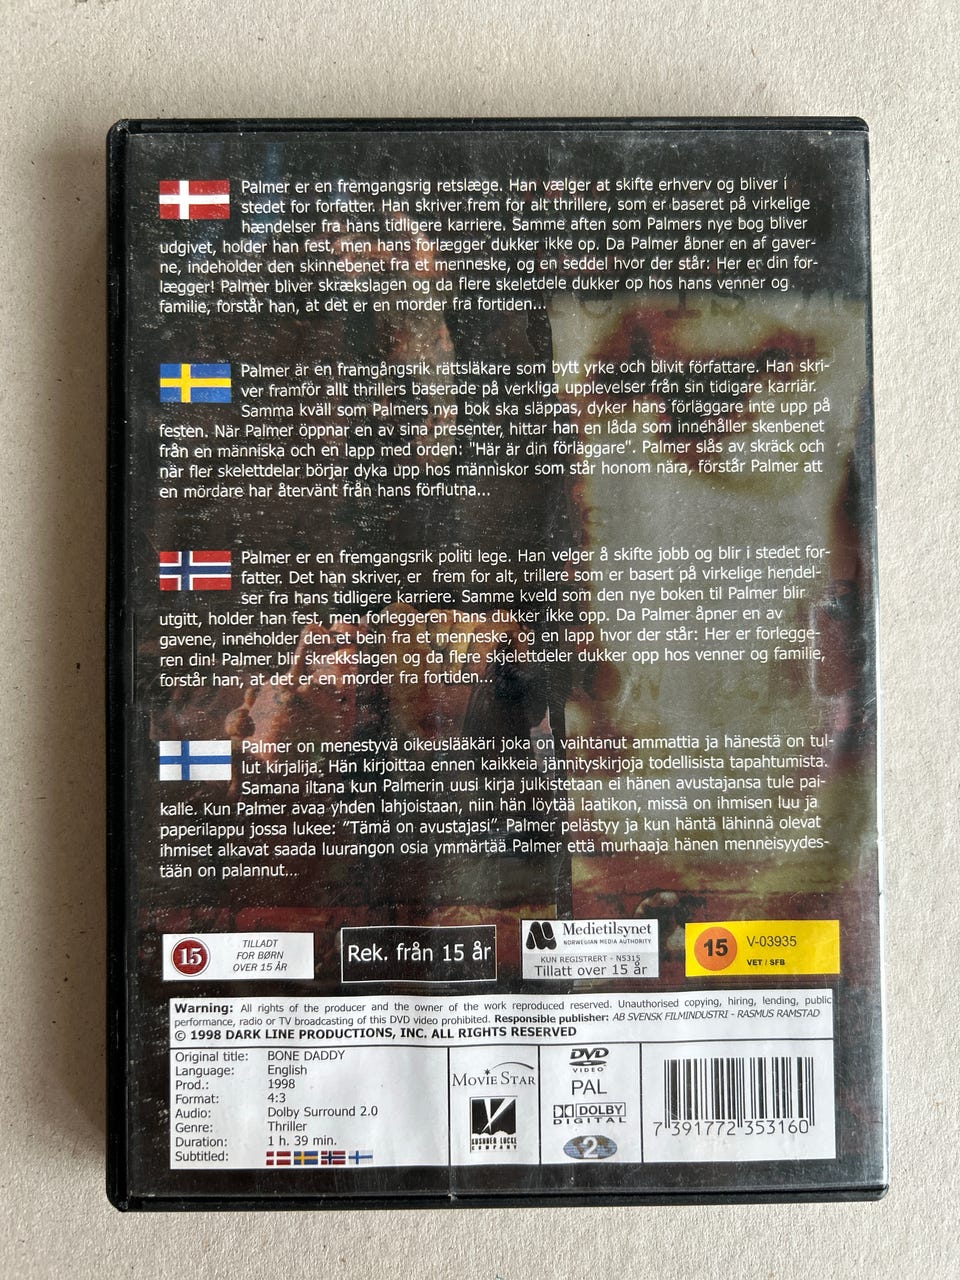 Palmer er en fremgangsrig retslæge. Han vælger at skifte erhverv og bliver i
stedet for forfatter. Han skriver frem for alt thrillere, som er baseret på virkelige
hændelser fra hans tidligere karriere. Samme aften som Palmers nye bog bliver
udgivet, holder han fest, men hans forlægger dukker ikke op. Da Palmer åbner en af gaver-
ne, indeholder den skinnebenet fra et menneske, og en seddel hvor der står: Her er din for-
lægger! Palmer bliver skrækslagen og da flere skeletdele dukker op hos hans venner og
familie, forstår han, at det er en morder fra fortiden...
Palmer är en framgångsrik rättsläkare som bytt yrke och blivit författare. Han skri-
ver framför allt thrillers baserade på verkliga upplevelser från sin tidigare karriär.
Samma kväll som Palmers nya bok ska släppas, dyker hans förläggare inte upp på
festen. När Palmer öppnar en av sina presenter, hittar han en låda som innehåller skenbenet
från en människa och en lapp med orden: "Här är din förläggare". Palmer slås av skräck och
när fler skelettdelar börjar dyka upp hos människor som står honom nära, förstår Palmer att
en mördare har återvänt från hans förflutna...
Palmer er en fremgangsrik politi lege. Han velger å skifte jobb og blir i stedet for-
fatter. Det han skriver, er frem for alt, trillere som er basert på virkelige hendel-
ser fra hans tidligere karriere. Samme kveld som den nye boken til Palmer blir
utgitt, holder han fest, men forleggeren hans dukker ikke opp. Da Palmer åpner en av
gavene, inneholder den et bein fra et menneske, og en lapp hvor der står: Her er forlegge-
ren din! Palmer blir skrekkslagen og da flere skjelettdeler dukker opp hos venner og familie,
forstår han, at det er en morder fra fortiden...
Palmer on menestyvä oikeuslääkäri joka on vaihtanut ammattia ja hänestä on tul-
lut kirjalija. Hän kirjoittaa ennen kaikkea jännityskirjoja todellisista tapahtumista.
Samana iltana kun Palmerin uusi kirja julkistetaan ei hänen avustajansa tule pai-
kalle. Kun Palmer avaa yhden lahjoistaan, niin hän löytää laatikon, missä on ihmisen luu ja
paperilappu jossa lukee: "Tämä on avustajasi". Palmer pelästyy ja kun häntä lähinnä olevat
ihmiset alkavat saada luurangon osia ymmärtää Palmer että murhaaja hänen menneisyydes-
tään on palannut...
15 TILLADT
FOR BØRN
OVER 15 ÅR
Rek. från 15 år
Medietilsynet
NORWEGIAN MEDIA AUTHORITY
KUN REGISTRERT - N5315
Tillatt over 15 år
15 V-03935
VET / SFB
Warning: All rights of the producer and the owner of the work reproduced reserved. Unauthorised copying, hiring, lending, public
performance, radio or TV broadcasting of this DVD video prohibited. Responsible publisher: AB SVENSK FILMINDUSTRI - RASMUS RAMSTAD
© 1998 DARK LINE PRODUCTIONS, INC. ALL RIGHTS RESERVED
Original title: BONE DADDY
Language: English
Prod.: 1998
Format: 4:3
Audio: Dolby Surround 2.0
Genre: Thriller
Duration: 1 h. 39 min.
Subtitled:
MOVIE STAR
KUSHNER LOCKE
COMPANY
DVD
VIDEO
PAL
DOLBY
DIGITAL
2
7 391772 353160